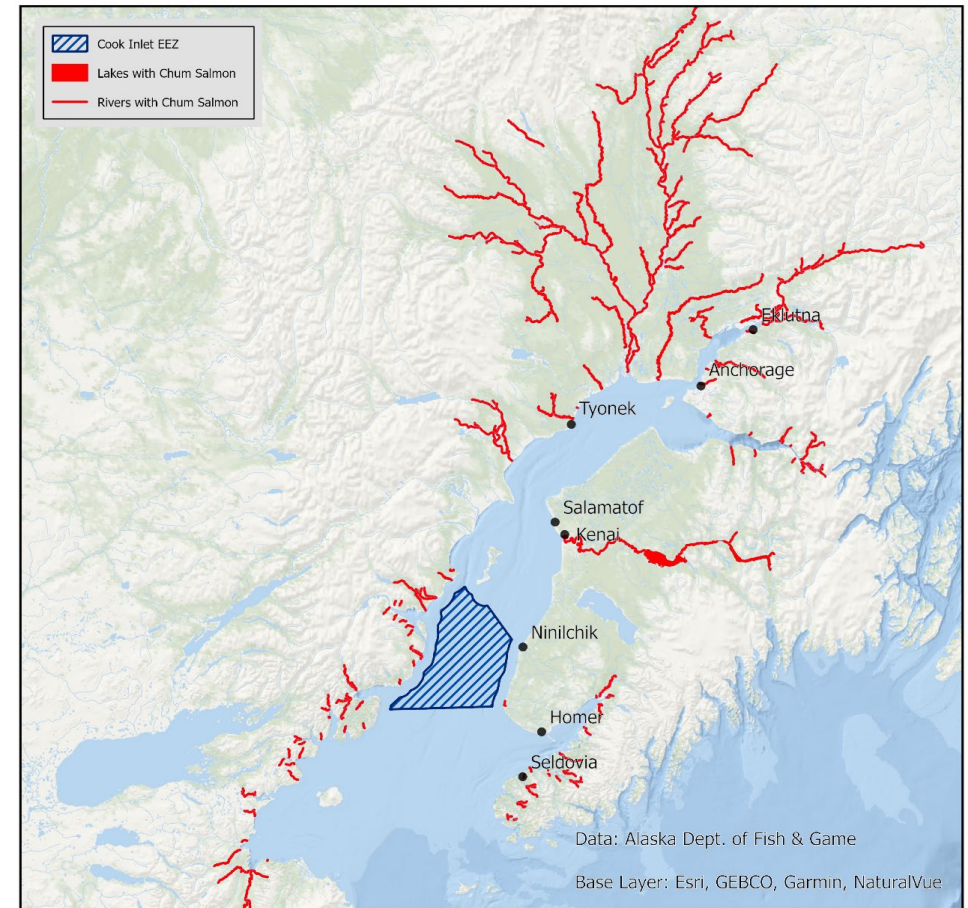 Cook Inlet EEZ
Lakes with Chum Salmon
Rivers with Chum Salmon
Eklutna
Anchorage
Tyonek
Salamatof
Kenai
Ninilchik
Homer
Seldovia
Data: Alaska Dept. of Fish & Game
Base Layer: Esri, GEBCO, Garmin, NaturalVue